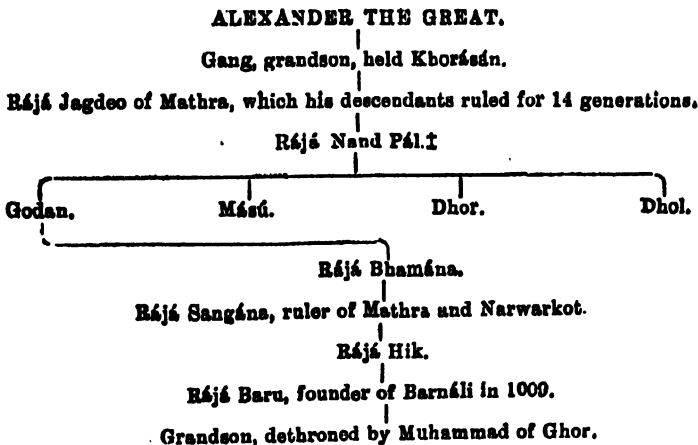 ALEXANDER THE GREAT.
Gang, grandson, held Khorásán.
Rájá Jagdeo of Mathra, which his descendants ruled for 14 generations.
Rájá Nand Pál.‡
Godan. Mású. Dhor. Dhol.
Rájá Bhamána.
Rájá Sangána, ruler of Mathra and Narwarkot.
Rájá Hik.
Rájá Baru, founder of Barnáli in 1009.
Grandson, dethroned by Muhammad of Ghor.